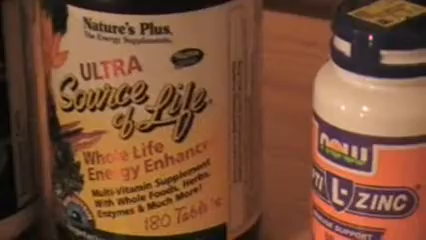 Nature's Plus.
The Energy Supplements.
ULTRA
Source
of Life
Whole Life
Energy Enhancer
Multi-Vitamin Supplement
With Whole Foods, Herbs,
Enzymes & Much More!
180 Tablets
NOW
L-ZINC